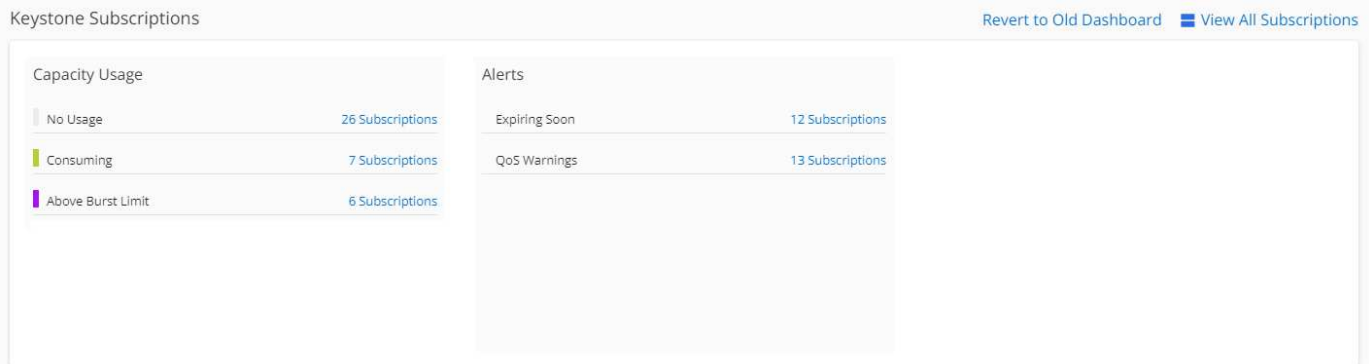 Keystone Subscriptions
Revert to Old Dashboard View All Subscriptions
Capacity Usage
No Usage 26 Subscriptions
Consuming 7 Subscriptions
Above Burst Limit 6 Subscriptions
Alerts
Expiring Soon 12 Subscriptions
QoS Warnings 13 Subscriptions